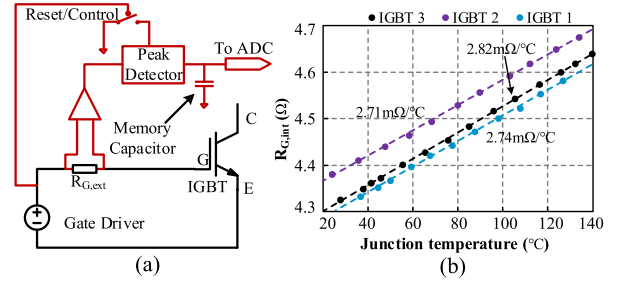 Reset/Control
To ADC
Peak
Detector
Memory
Capacitor
C
G
IGBT
E
R_G,ext
Gate Driver
(a)
IGBT 3 IGBT 2 IGBT 1
4.7
4.6
4.5
4.4
4.3
R_G,int (Ω)
2.82mΩ/°C
2.71mΩ/°C
2.74mΩ/°C
20 40 60 80 100 120 140
Junction temperature (°C)
(b)